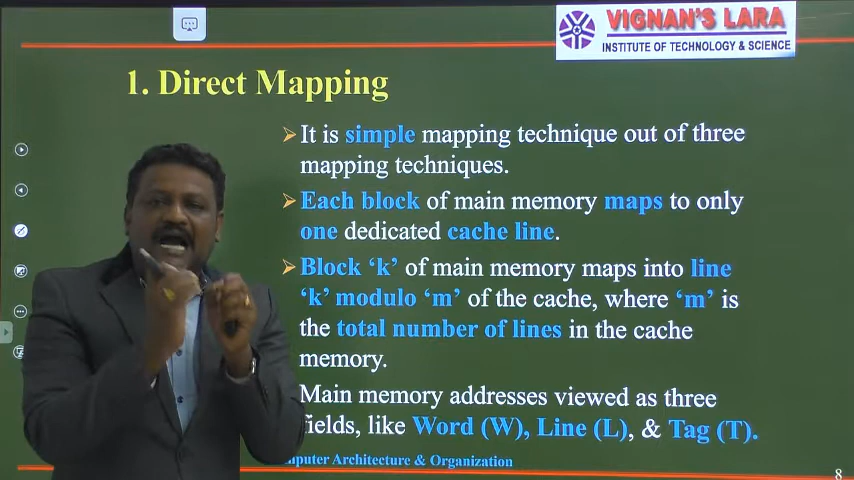 VIGNAN'S LARA
INSTITUTE OF TECHNOLOGY & SCIENCE
1. Direct Mapping
It is simple mapping technique out of three
mapping techniques.
Each block of main memory maps to only
one dedicated cache line.
Block ‘k’ of main memory maps into line
‘k’ modulo ‘m’ of the cache, where ‘m’ is
the total number of lines in the cache
memory.
Main memory addresses viewed as three
fields, like Word (W), Line (L), & Tag (T).
mputer Architecture & Organization
8